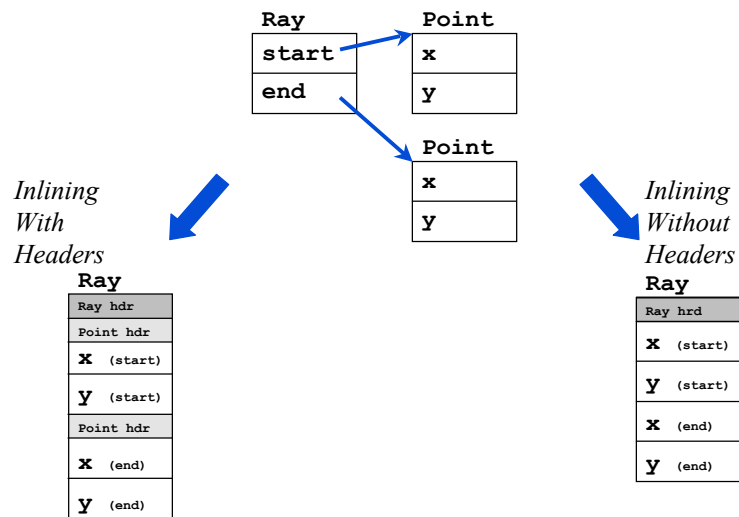 Ray
start
end
Point
x
y
Point
x
y
Inlining
With
Headers
Ray
Ray hdr
Point hdr
x (start)
y (start)
Point hdr
x (end)
y (end)
Inlining
Without
Headers
Ray
Ray hrd
x (start)
y (start)
x (end)
y (end)